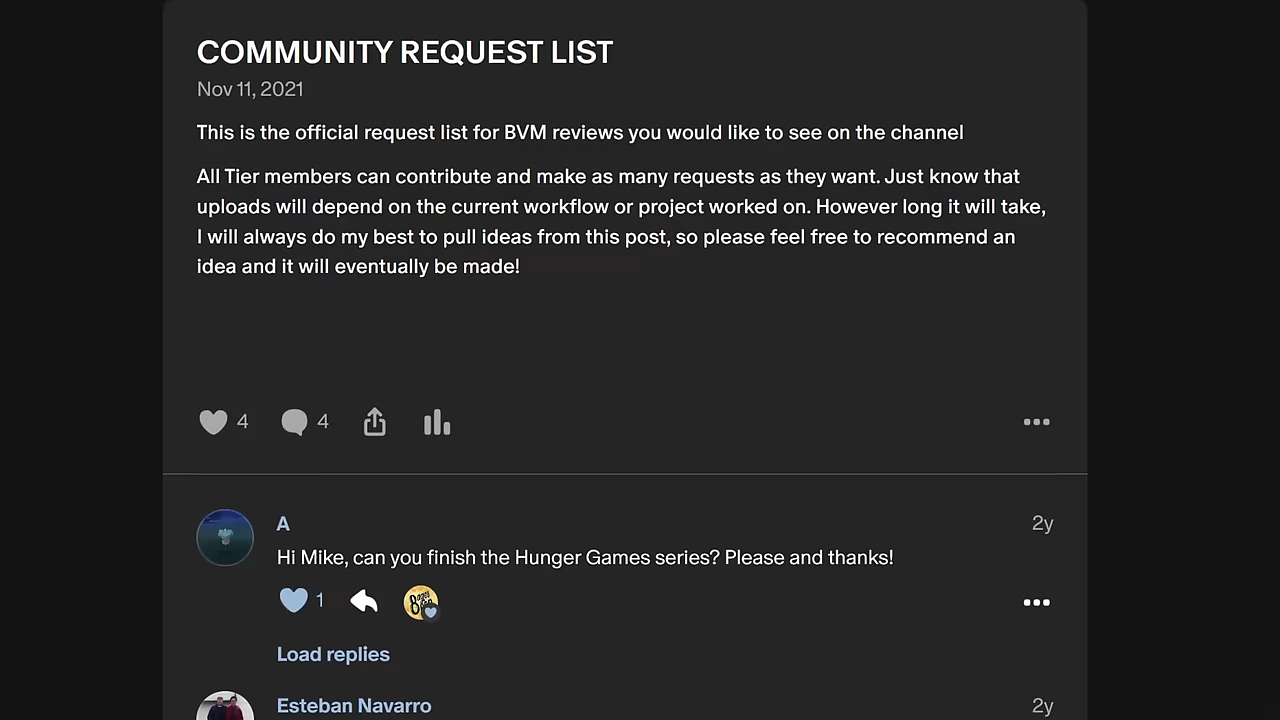 COMMUNITY REQUEST LIST
Nov 11, 2021
This is the official request list for BVM reviews you would like to see on the channel
All Tier members can contribute and make as many requests as they want. Just know that
uploads will depend on the current workflow or project worked on. However long it will take,
I will always do my best to pull ideas from this post, so please feel free to recommend an
idea and it will eventually be made!
4
4
A
2y
Hi Mike, can you finish the Hunger Games series? Please and thanks!
1
Load replies
Esteban Navarro
2y